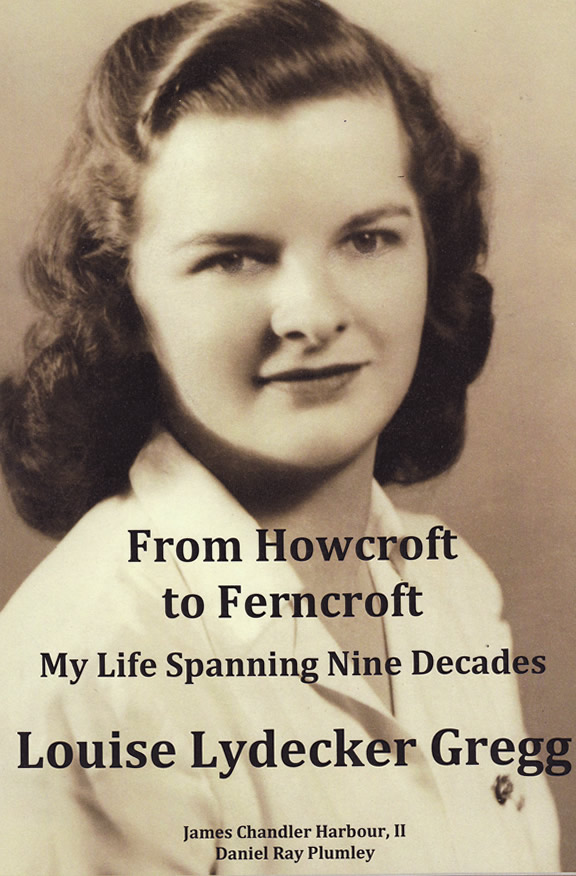 From Howcroft
to Ferncroft
My Life Spanning Nine Decades
Louise Lydecker Gregg
James Chandler Harbour, II
Daniel Ray Plumley